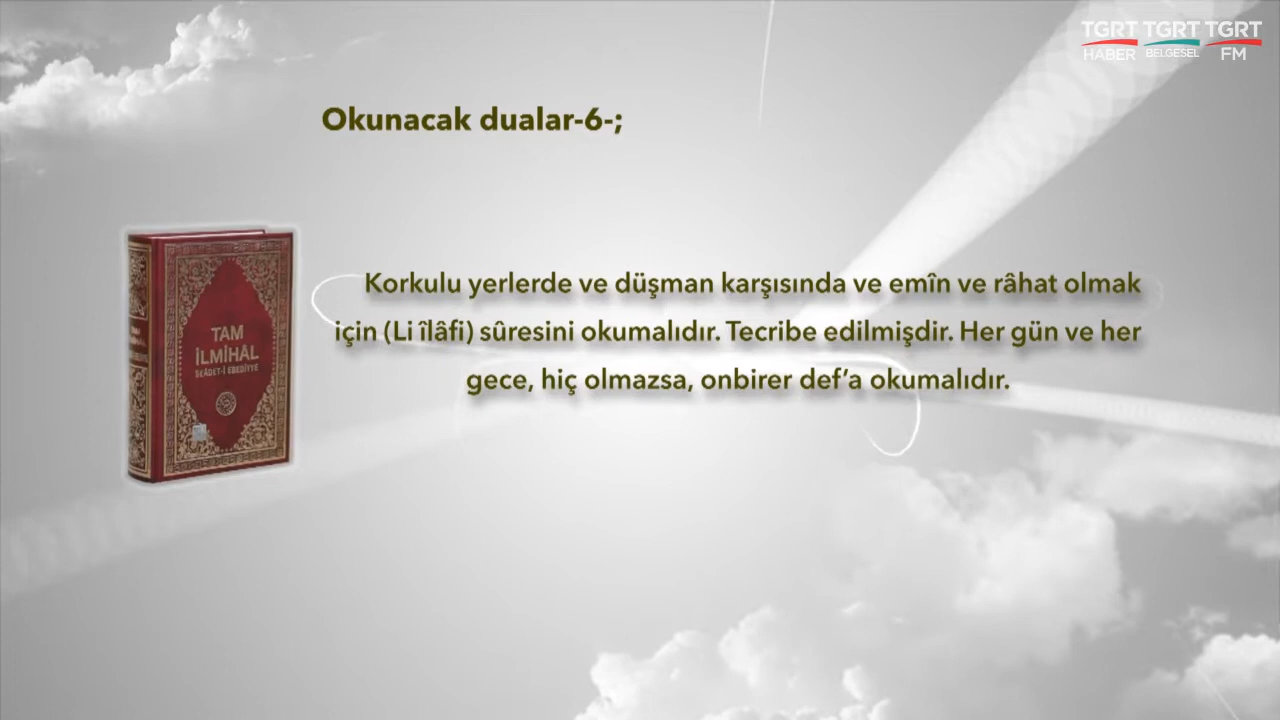 TGRT TGRT TGRT
HABER BELGESEL FM
Okunacak dualar-6-;
Korkulu yerlerde ve düşman karşısında ve emîn ve râhat olmak
için (Li îlâfi) sûresini okumalıdır. Tecribe edilmişdir. Her gün ve her
gece, hiç olmazsa, onbirer def’a okumalıdır.
TAM
İLMİHÂL
SEÂDET-İ EBEDİYYE